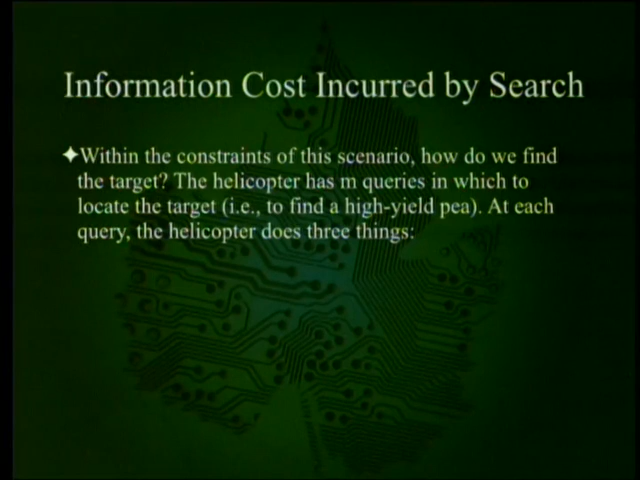 Information Cost Incurred by Search
✦Within the constraints of this scenario, how do we find
the target? The helicopter has m queries in which to
locate the target (i.e., to find a high-yield pea). At each
query, the helicopter does three things: